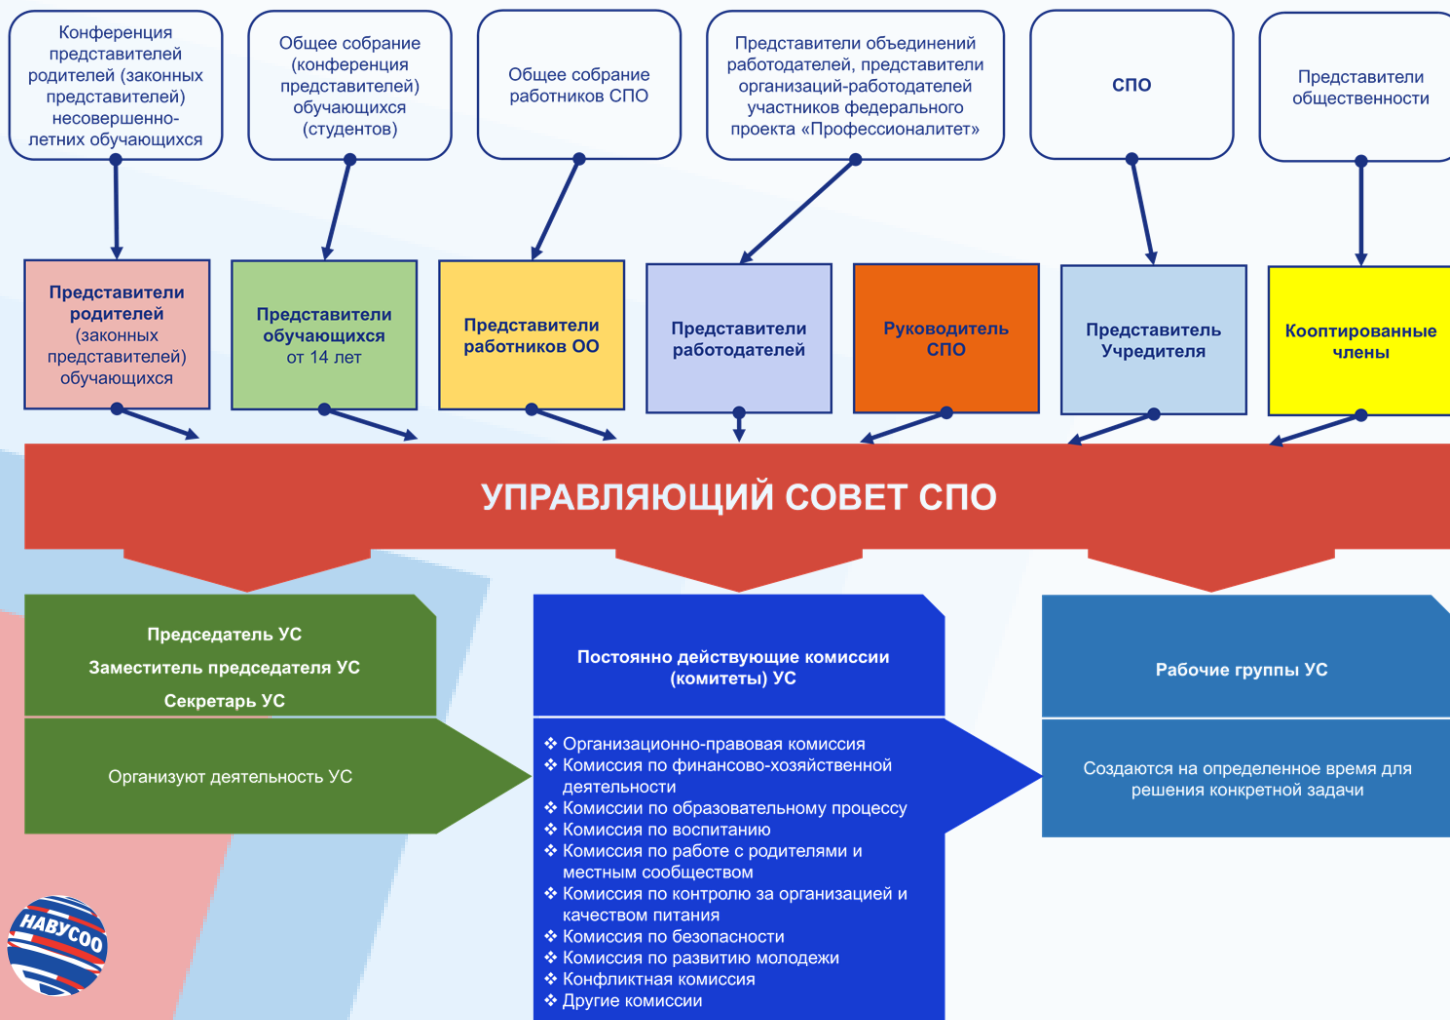 Конференция
представителей
родителей (законных
представителей)
несовершенно-
летних обучающихся
Общее собрание
(конференция
представителей)
обучающихся
(студентов)
Общее собрание
работников СПО
Представители объединений
работодателей, представители
организаций-работодателей
участников федерального
проекта «Профессионалитет»
СПО
Представители
общественности
Представители
родителей
(законных
представителей)
обучающихся
Представители
обучающихся
от 14 лет
Представители
работников ОО
Представители
работодателей
Руководитель
СПО
Представитель
Учредителя
Кооптированные
члены
УПРАВЛЯЮЩИЙ СОВЕТ СПО
Председатель УС
Заместитель председателя УС
Секретарь УС
Организуют деятельность УС
Постоянно действующие комиссии
(комитеты) УС
❖ Организационно-правовая комиссия
❖ Комиссия по финансово-хозяйственной
деятельности
❖ Комиссии по образовательному процессу
❖ Комиссия по воспитанию
❖ Комиссия по работе с родителями и
местным сообществом
❖ Комиссия по контролю за организацией и
качеством питания
❖ Комиссия по безопасности
❖ Комиссия по развитию молодежи
❖ Конфликтная комиссия
❖ Другие комиссии
Рабочие группы УС
Создаются на определенное время для
решения конкретной задачи
НАВУСОО